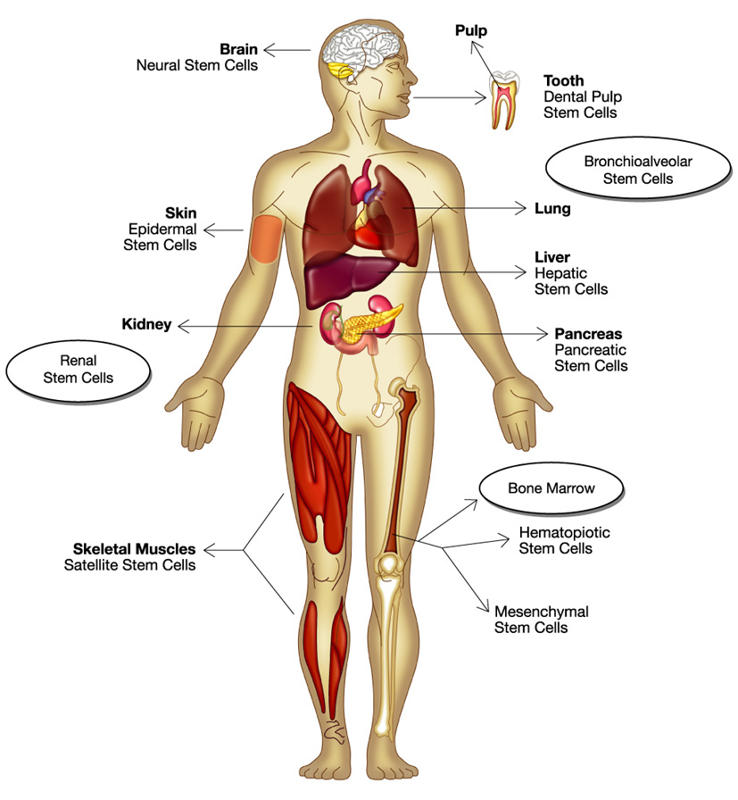 Pulp
Brain
Neural Stem Cells
Tooth
Dental Pulp
Stem Cells
Bronchioalveolar
Stem Cells
Skin
Epidermal
Stem Cells
Lung
Liver
Hepatic
Stem Cells
Kidney
Pancreas
Pancreatic
Stem Cells
Renal
Stem Cells
Bone Marrow
Hematopiotic
Stem Cells
Skeletal Muscles
Satellite Stem Cells
Mesenchymal
Stem Cells